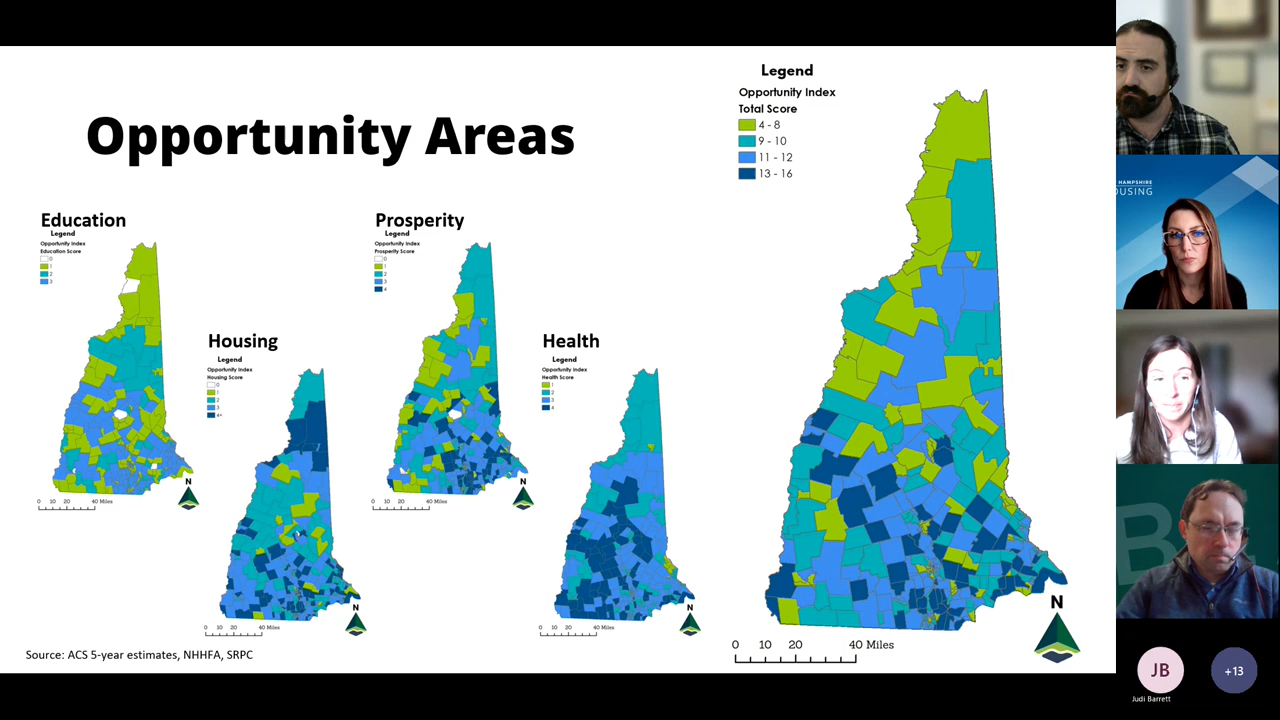 Opportunity Areas
Education
Legend
Opportunity Index
Education Score
0
1
2
3
0 10 20 40 Miles
N
Housing
Legend
Opportunity Index
Housing Score
0
1
2
3
4+
0 10 20 40 Miles
N
Prosperity
Legend
Opportunity Index
Prosperity Score
0
1
2
3
4
0 10 20 40 Miles
N
Health
Legend
Opportunity Index
Health Score
1
2
3
4
0 10 20 40 Miles
N
Legend
Opportunity Index
Total Score
4 - 8
9 - 10
11 - 12
13 - 16
0 10 20 40 Miles
N
Source: ACS 5-year estimates, NHHFA, SRPC
HAMPSHIRE
OUSING
B
JB
Judi Barrett
+13